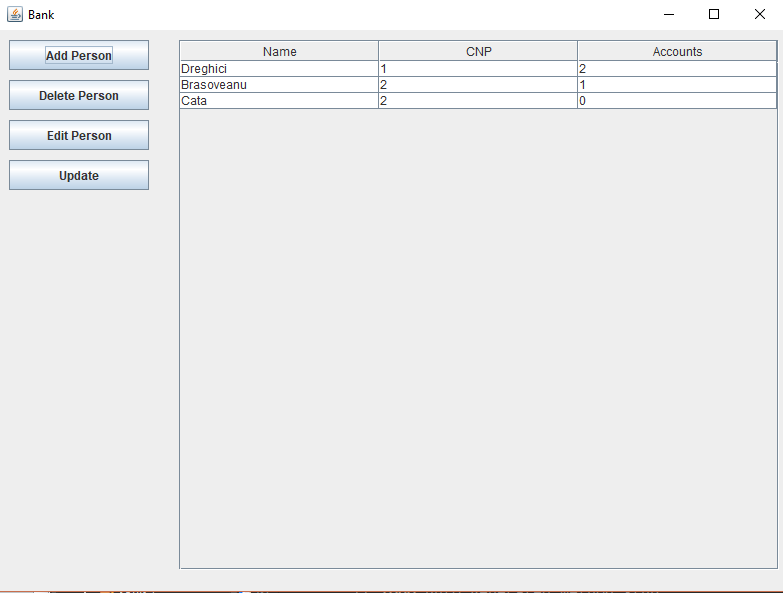 Bank
Add Person
Delete Person
Edit Person
Update
Name CNP Accounts
Dreghici 1 2
Brasoveanu 2 1
Cata 2 0